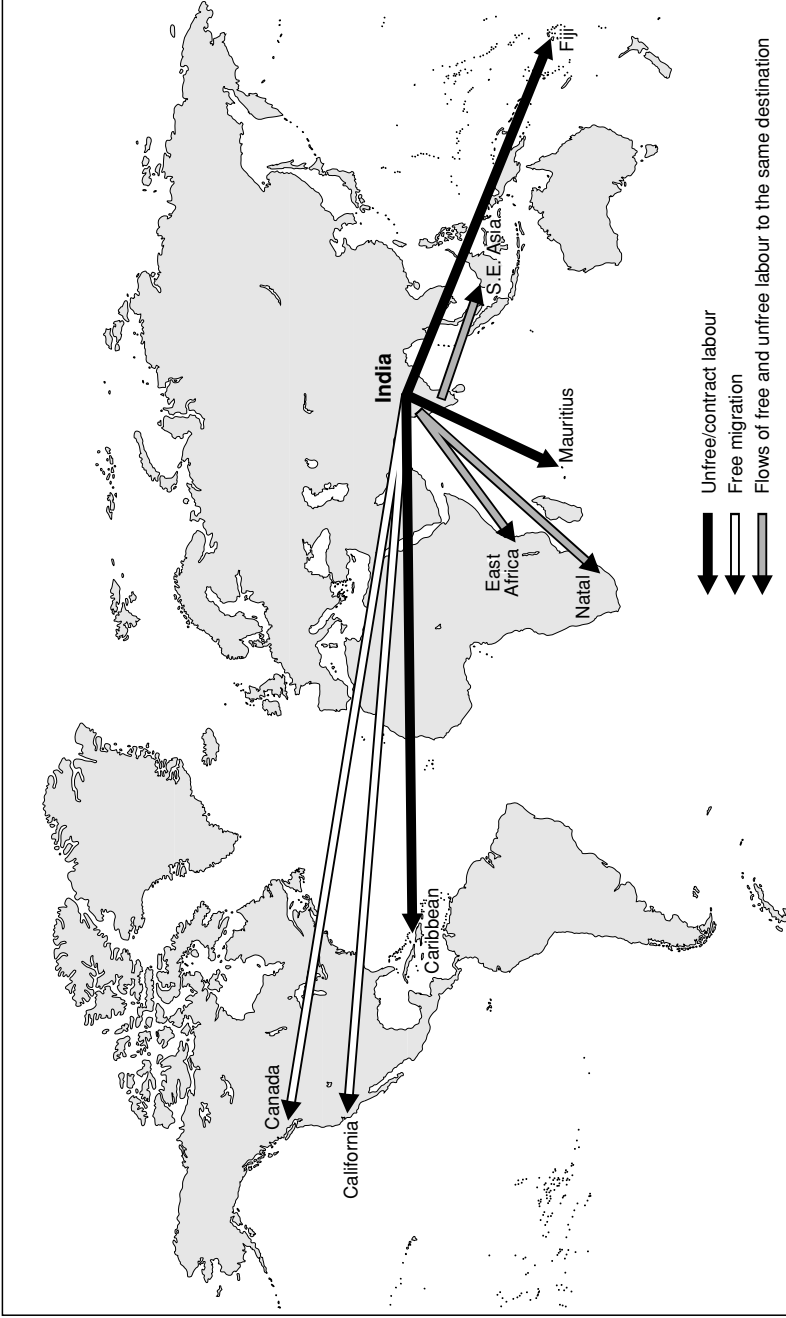 Canada
California
Caribbean
India
East
Africa
Natal
Mauritius
S.E. Asia
Fiji
Unfree/contract labour
Free migration
Flows of free and unfree labour to the same destination